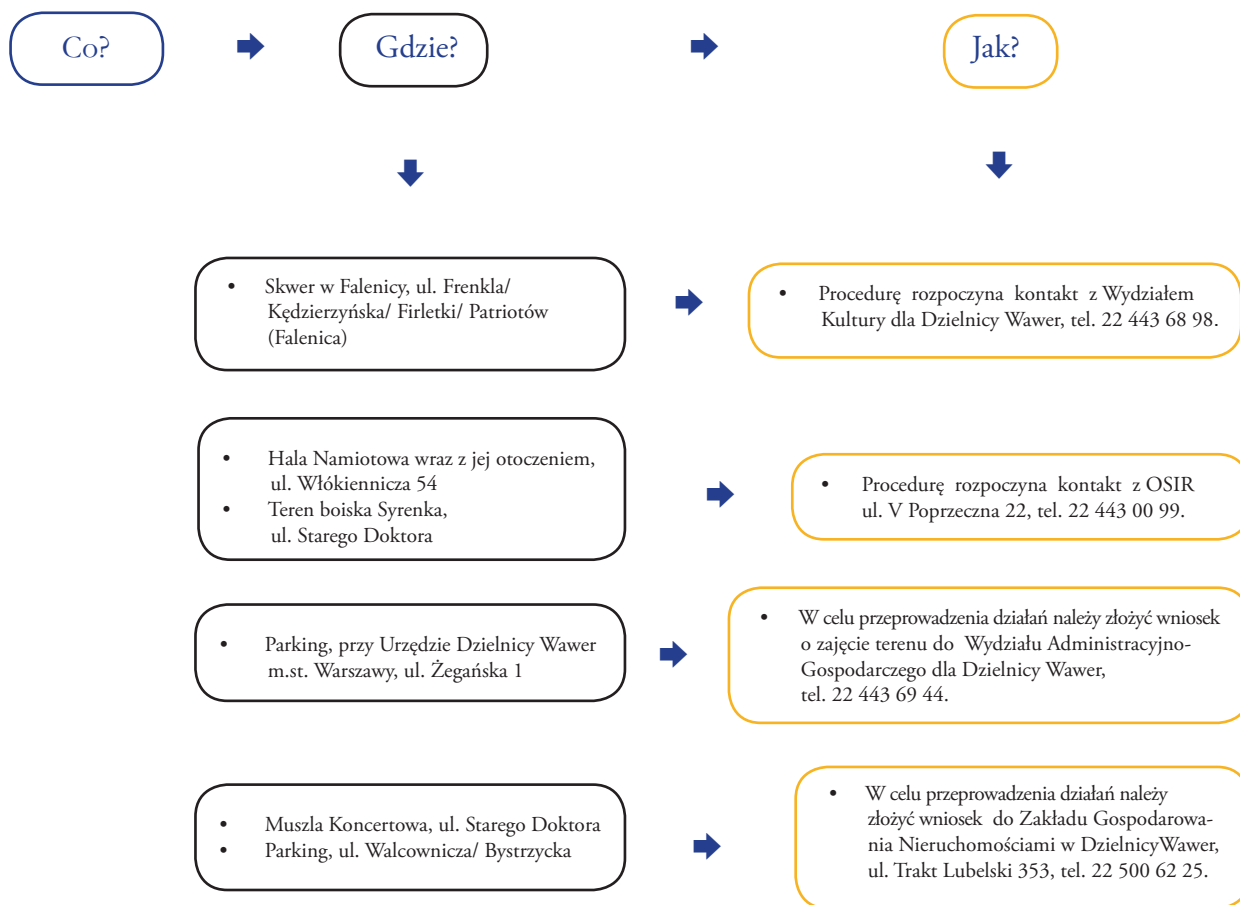 Co?
Gdzie?
Jak?
• Skwer w Falenicy, ul. Frenkla/
Kędzierzyńska/ Firletki/ Patriotów
(Falenica)
• Procedurę rozpoczyna kontakt z Wydziałem
Kultury dla Dzielnicy Wawer, tel. 22 443 68 98.
• Hala Namiotowa wraz z jej otoczeniem,
ul. Włókiennicza 54
• Teren boiska Syrenka,
ul. Starego Doktora
• Procedurę rozpoczyna kontakt z OSIR
ul. V Poprzeczna 22, tel. 22 443 00 99.
• Parking, przy Urzędzie Dzielnicy Wawer
m.st. Warszawy, ul. Żegańska 1
• W celu przeprowadzenia działań należy złożyć wniosek
o zajęcie terenu do Wydziału Administracyjno-
Gospodarczego dla Dzielnicy Wawer,
tel. 22 443 69 44.
• Muszla Koncertowa, ul. Starego Doktora
• Parking, ul. Walcownicza/ Bystrzycka
• W celu przeprowadzenia działań należy
złożyć wniosek do Zakładu Gospodarowa-
nia Nieruchomościami w DzielnicyWawer,
ul. Trakt Lubelski 353, tel. 22 500 62 25.